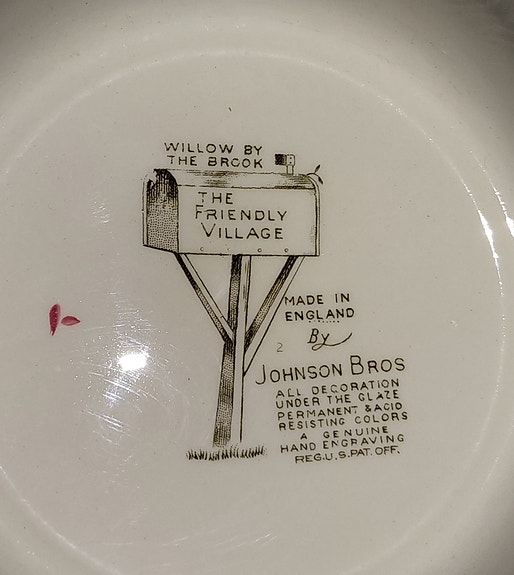 WILLOW BY
THE BROOK
THE
FRIENDLY
VILLAGE
MADE IN
ENGLAND
By
2
JOHNSON BROS
ALL DECORATION
UNDER THE GLAZE
PERMANENT & ACID
RESISTING COLORS
A GENUINE
HAND ENGRAVING
REG.U.S.PAT.OFF.